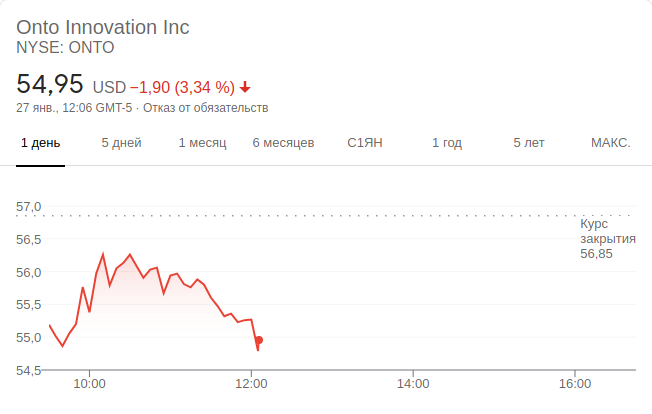 Onto Innovation Inc
NYSE: ONTO
54,95 USD −1,90 (3,34 %)
27 янв., 12:06 GMT-5 · Отказ от обязательств
1 день 5 дней 1 месяц 6 месяцев С1ЯН 1 год 5 лет МАКС.
57,0
Курс
закрытия
56,85
56,5
56,0
55,5
55,0
54,5
10:00 12:00 14:00 16:00